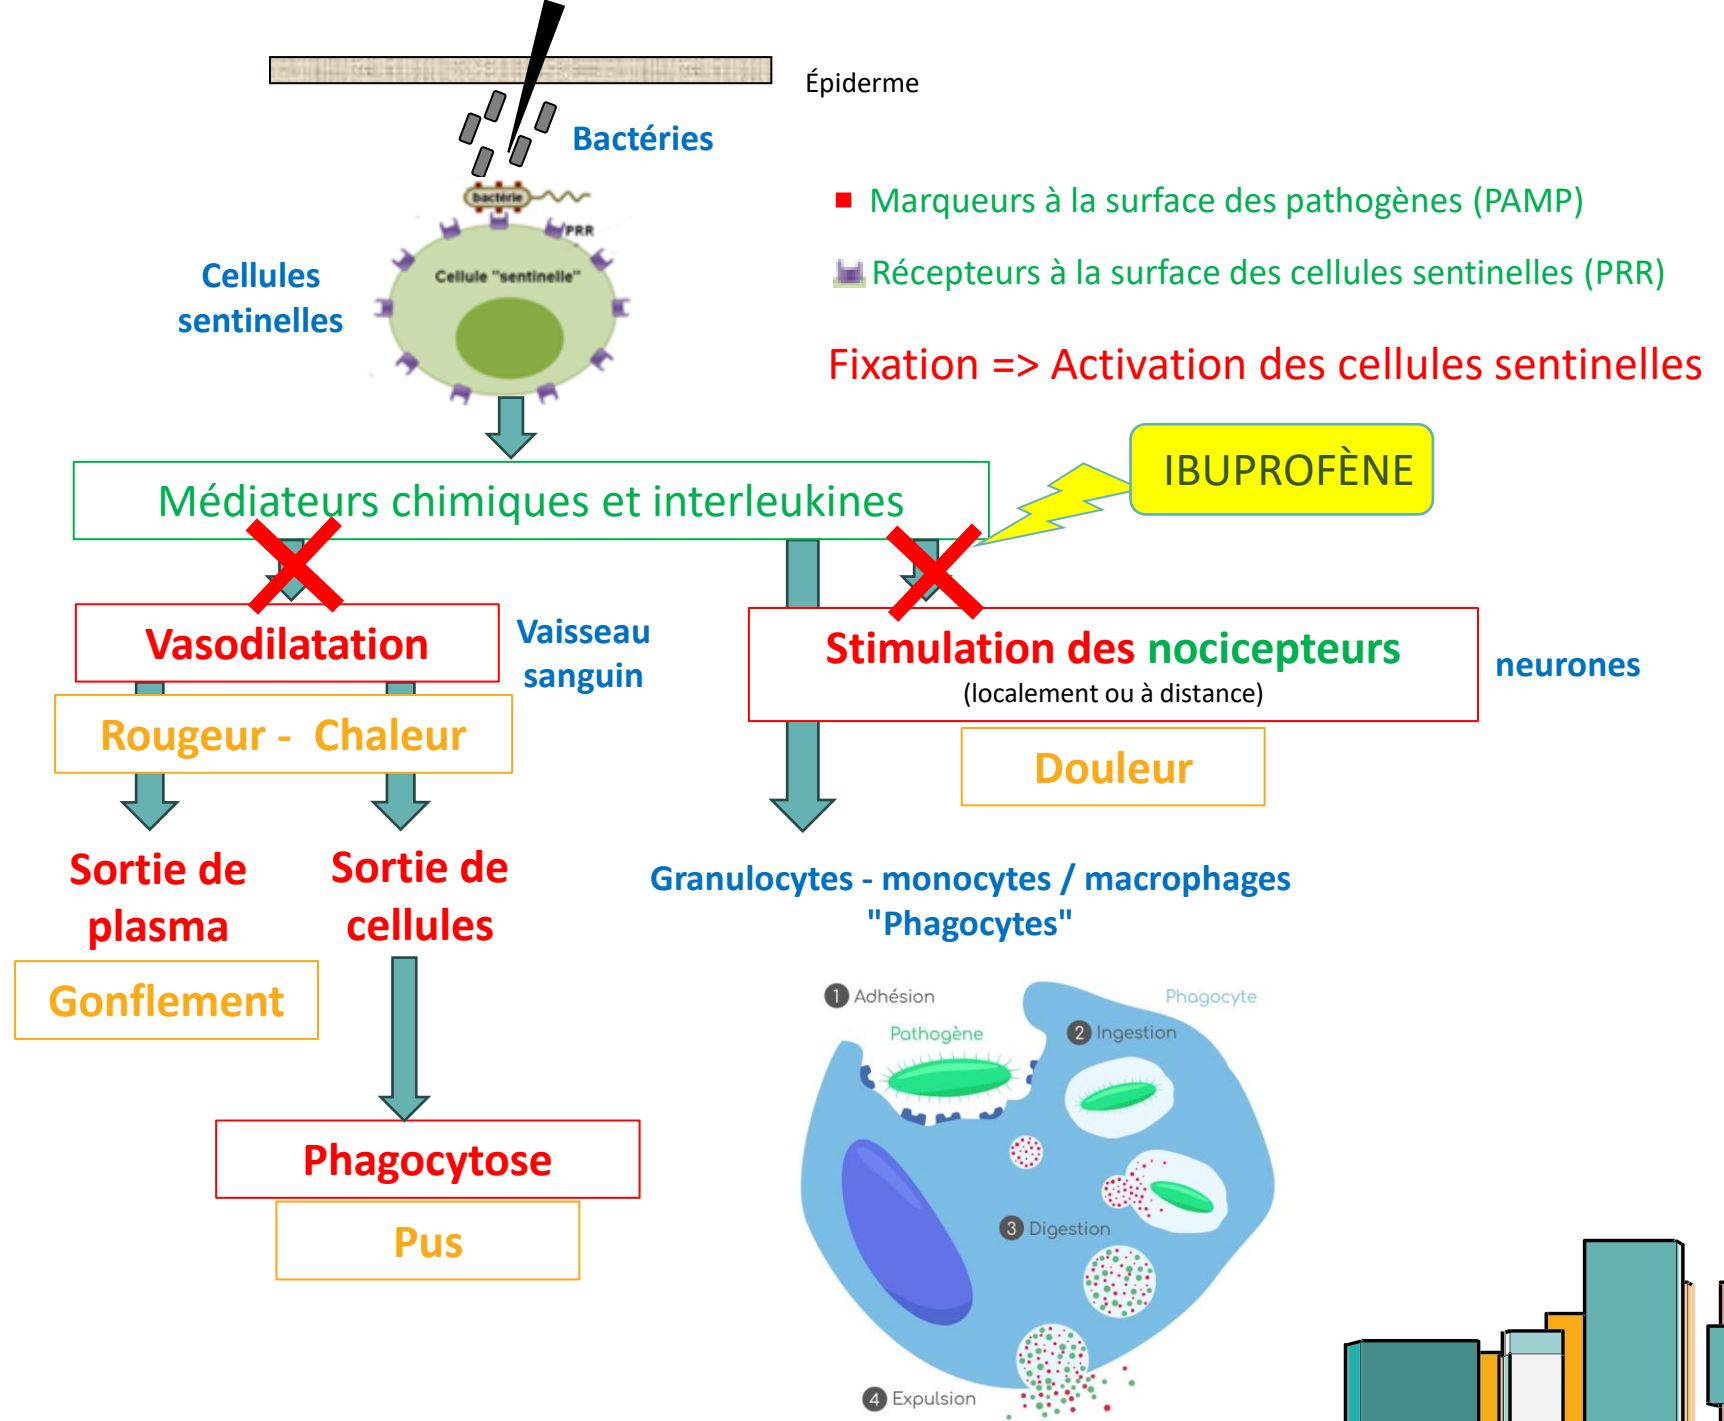 Épiderme
Bactéries
bactérie
PRR
Cellule "sentinelle"
Cellules
sentinelles
Marqueurs à la surface des pathogènes (PAMP)
Récepteurs à la surface des cellules sentinelles (PRR)
Fixation => Activation des cellules sentinelles
IBUPROFÈNE
Médiateurs chimiques et interleukines
Vasodilatation
Vaisseau
sanguin
Stimulation des nocicepteurs
(localement ou à distance)
neurones
Rougeur - Chaleur
Douleur
Sortie de
plasma
Sortie de
cellules
Granulocytes - monocytes / macrophages
"Phagocytes"
Gonflement
1 Adhésion
Phagocyte
Pathogène
2 Ingestion
Phagocytose
Pus
3 Digestion
4 Expulsion